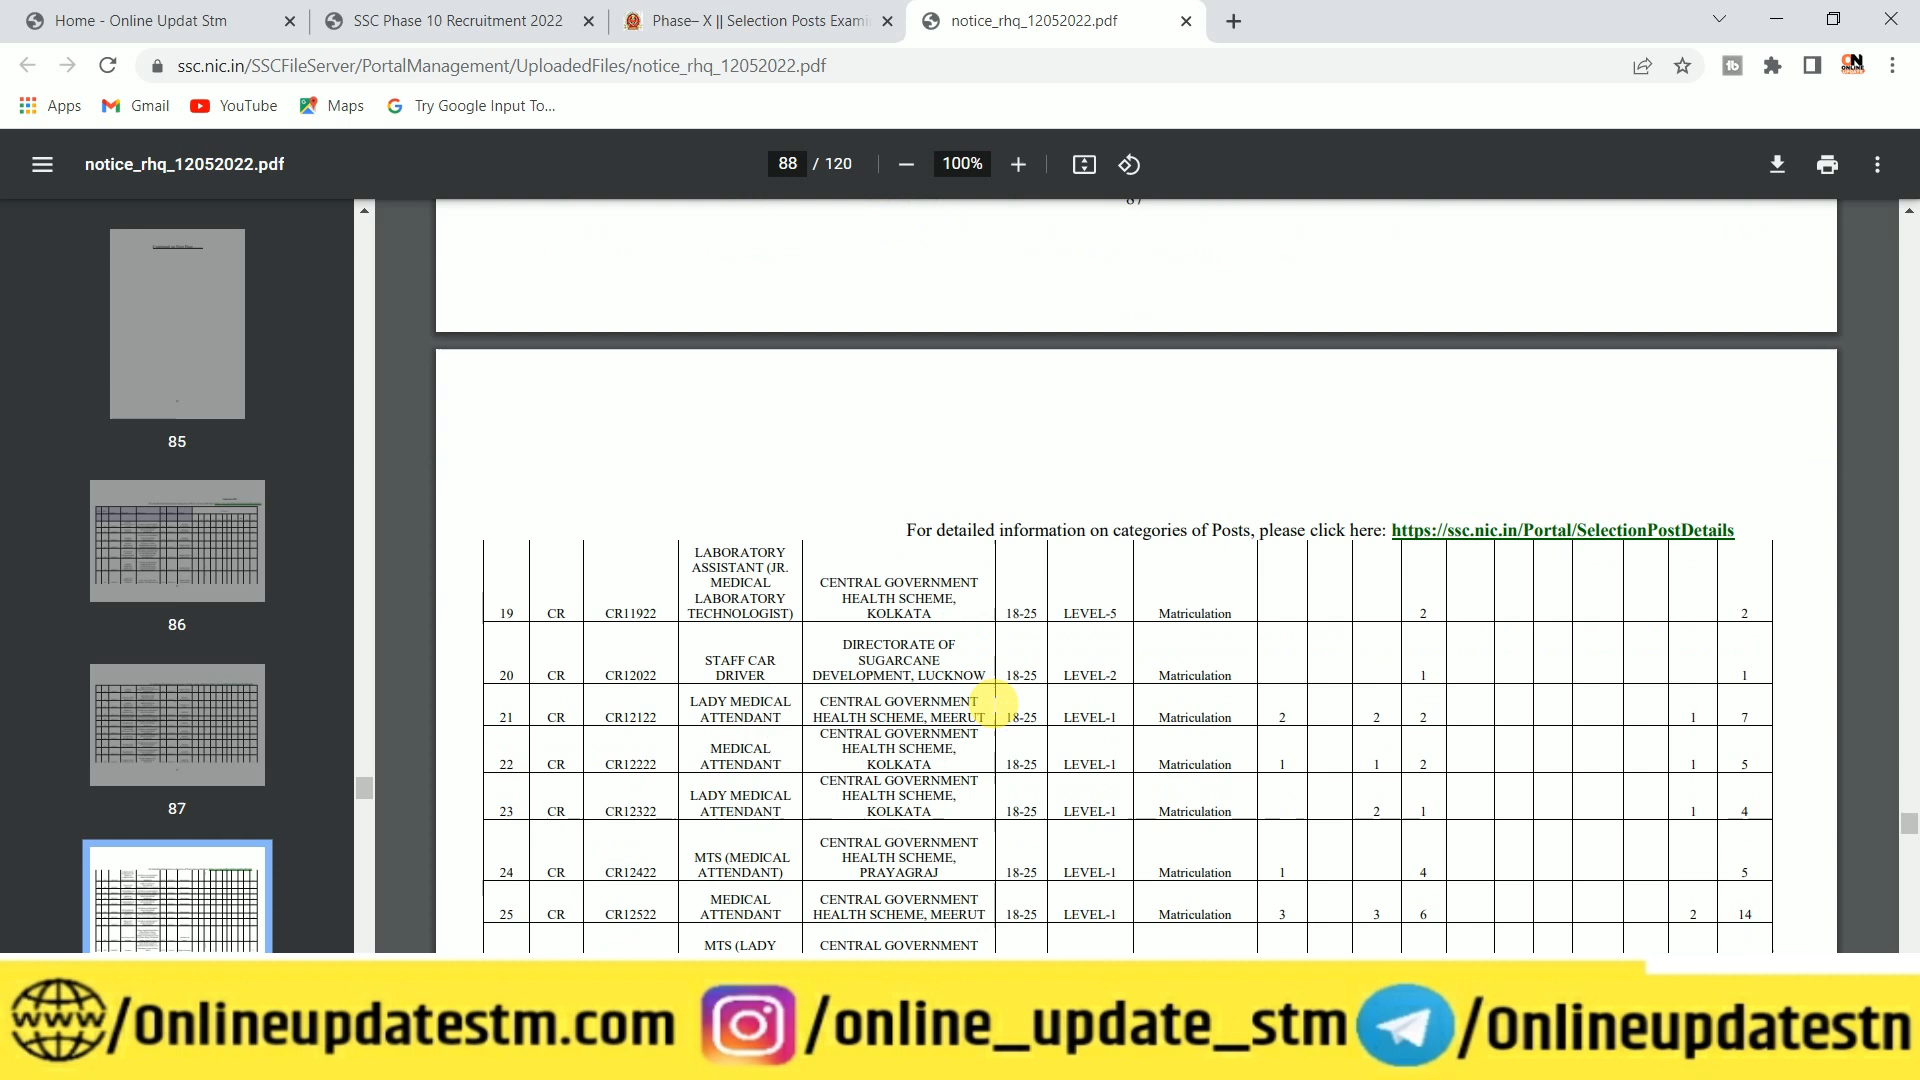 Home - Online Updat Stm
SSC Phase 10 Recruitment 2022
Phase– X || Selection Posts Exami
notice_rhq_12052022.pdf
ssc.nic.in/SSCFileServer/PortalManagement/UploadedFiles/notice_rhq_12052022.pdf
Apps Gmail YouTube Maps Try Google Input To...
notice_rhq_12052022.pdf 88 / 120 100%
85
86
87
87
For detailed information on categories of Posts, please click here: https://ssc.nic.in/Portal/SelectionPostDetails
LABORATORY
ASSISTANT (JR.
MEDICAL CENTRAL GOVERNMENT
LABORATORY HEALTH SCHEME,
19 CR CR11922 TECHNOLOGIST) KOLKATA 18-25 LEVEL-5 Matriculation 2 2
DIRECTORATE OF
STAFF CAR SUGARCANE
20 CR CR12022 DRIVER DEVELOPMENT, LUCKNOW 18-25 LEVEL-2 Matriculation 1 1
LADY MEDICAL CENTRAL GOVERNMENT
21 CR CR12122 ATTENDANT HEALTH SCHEME, MEERUT 18-25 LEVEL-1 Matriculation 2 2 2 1 7
CENTRAL GOVERNMENT
MEDICAL HEALTH SCHEME,
22 CR CR12222 ATTENDANT KOLKATA 18-25 LEVEL-1 Matriculation 1 1 2 1 5
CENTRAL GOVERNMENT
LADY MEDICAL HEALTH SCHEME,
23 CR CR12322 ATTENDANT KOLKATA 18-25 LEVEL-1 Matriculation 2 1 1 4
CENTRAL GOVERNMENT
MTS (MEDICAL HEALTH SCHEME,
24 CR CR12422 ATTENDANT) PRAYAGRAJ 18-25 LEVEL-1 Matriculation 1 4 5
MEDICAL CENTRAL GOVERNMENT
25 CR CR12522 ATTENDANT HEALTH SCHEME, MEERUT 18-25 LEVEL-1 Matriculation 3 3 6 2 14
MTS (LADY CENTRAL GOVERNMENT
www /Onlineupdatestm.com /online_update_stm /Onlineupdatestn